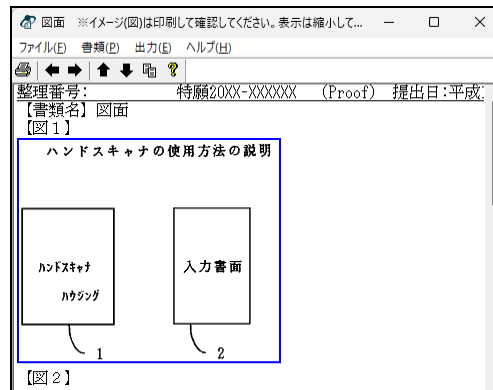 図面 ※イメージ(図)は印刷して確認してください。表示は縮小して...
ファイル(F) 書類(P) 出力(E) ヘルプ(H)
整理番号: 特願20XX-XXXXXX (Proof) 提出日:平成
【書類名】図面
【図1】
ハンドスキャナの使用方法の説明
ハンドスキャナ
ハウジング
入力書面
1
2
【図2】